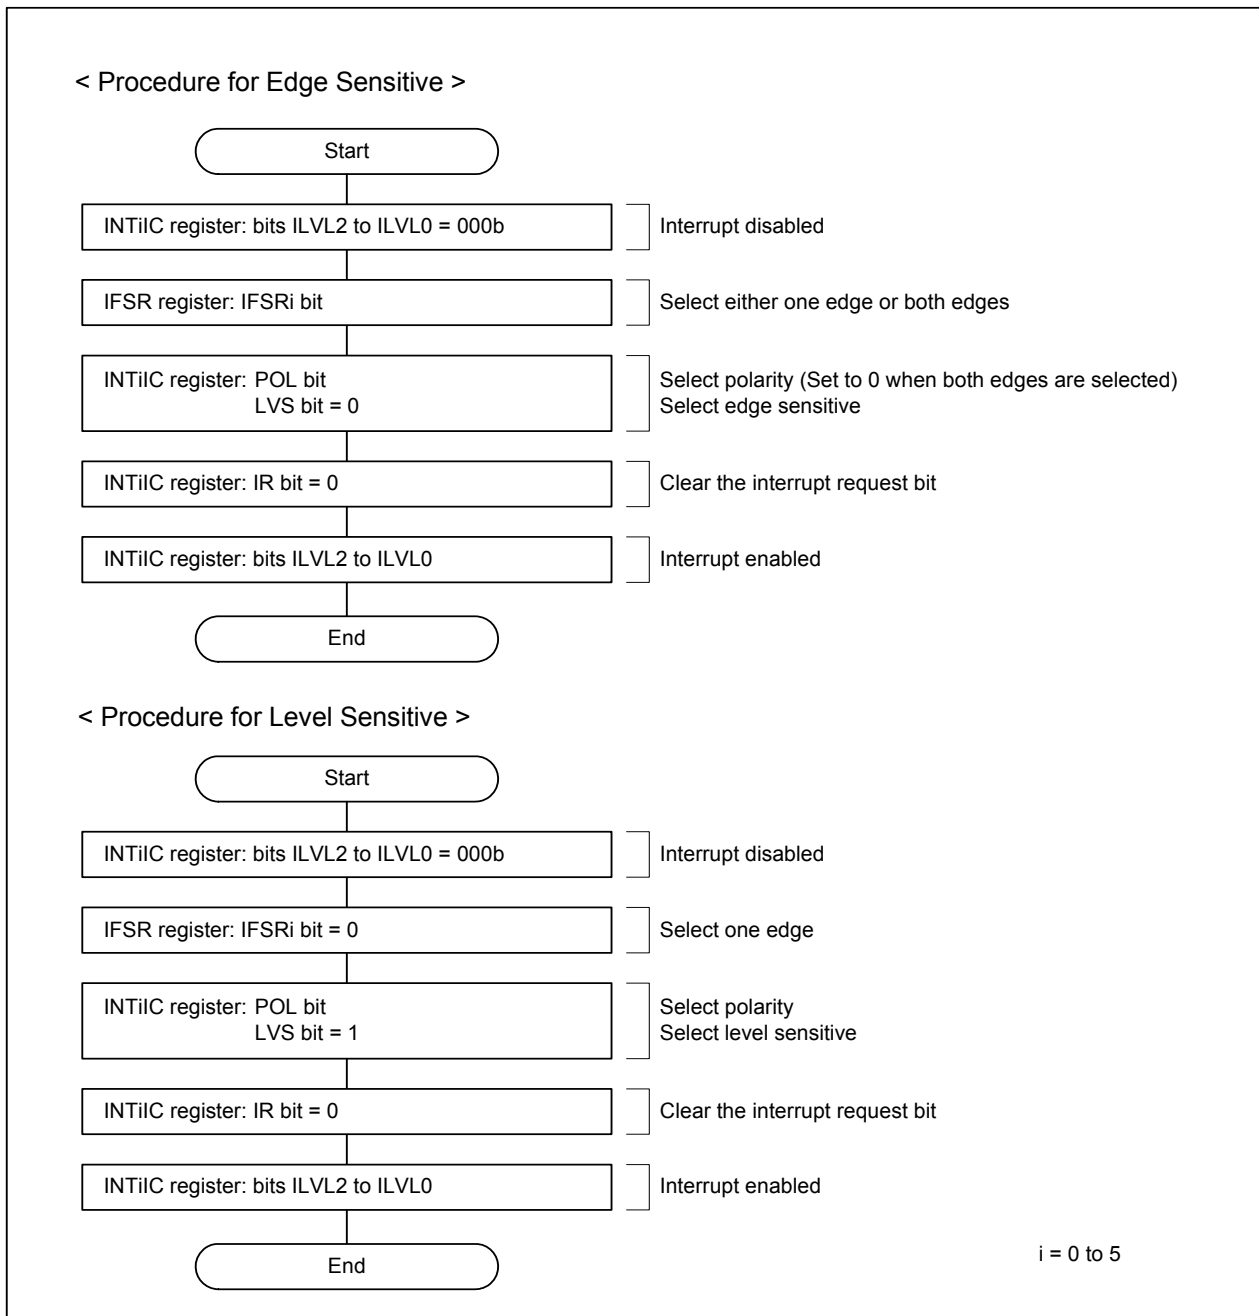 < Procedure for Edge Sensitive >
Start
INTiIC register: bits ILVL2 to ILVL0 = 000b
Interrupt disabled
IFSR register: IFSRi bit
Select either one edge or both edges
INTiIC register: POL bit
LVS bit = 0
Select polarity (Set to 0 when both edges are selected)
Select edge sensitive
INTiIC register: IR bit = 0
Clear the interrupt request bit
INTiIC register: bits ILVL2 to ILVL0
Interrupt enabled
End
< Procedure for Level Sensitive >
Start
INTiIC register: bits ILVL2 to ILVL0 = 000b
Interrupt disabled
IFSR register: IFSRi bit = 0
Select one edge
INTiIC register: POL bit
LVS bit = 1
Select polarity
Select level sensitive
INTiIC register: IR bit = 0
Clear the interrupt request bit
INTiIC register: bits ILVL2 to ILVL0
Interrupt enabled
End
i = 0 to 5